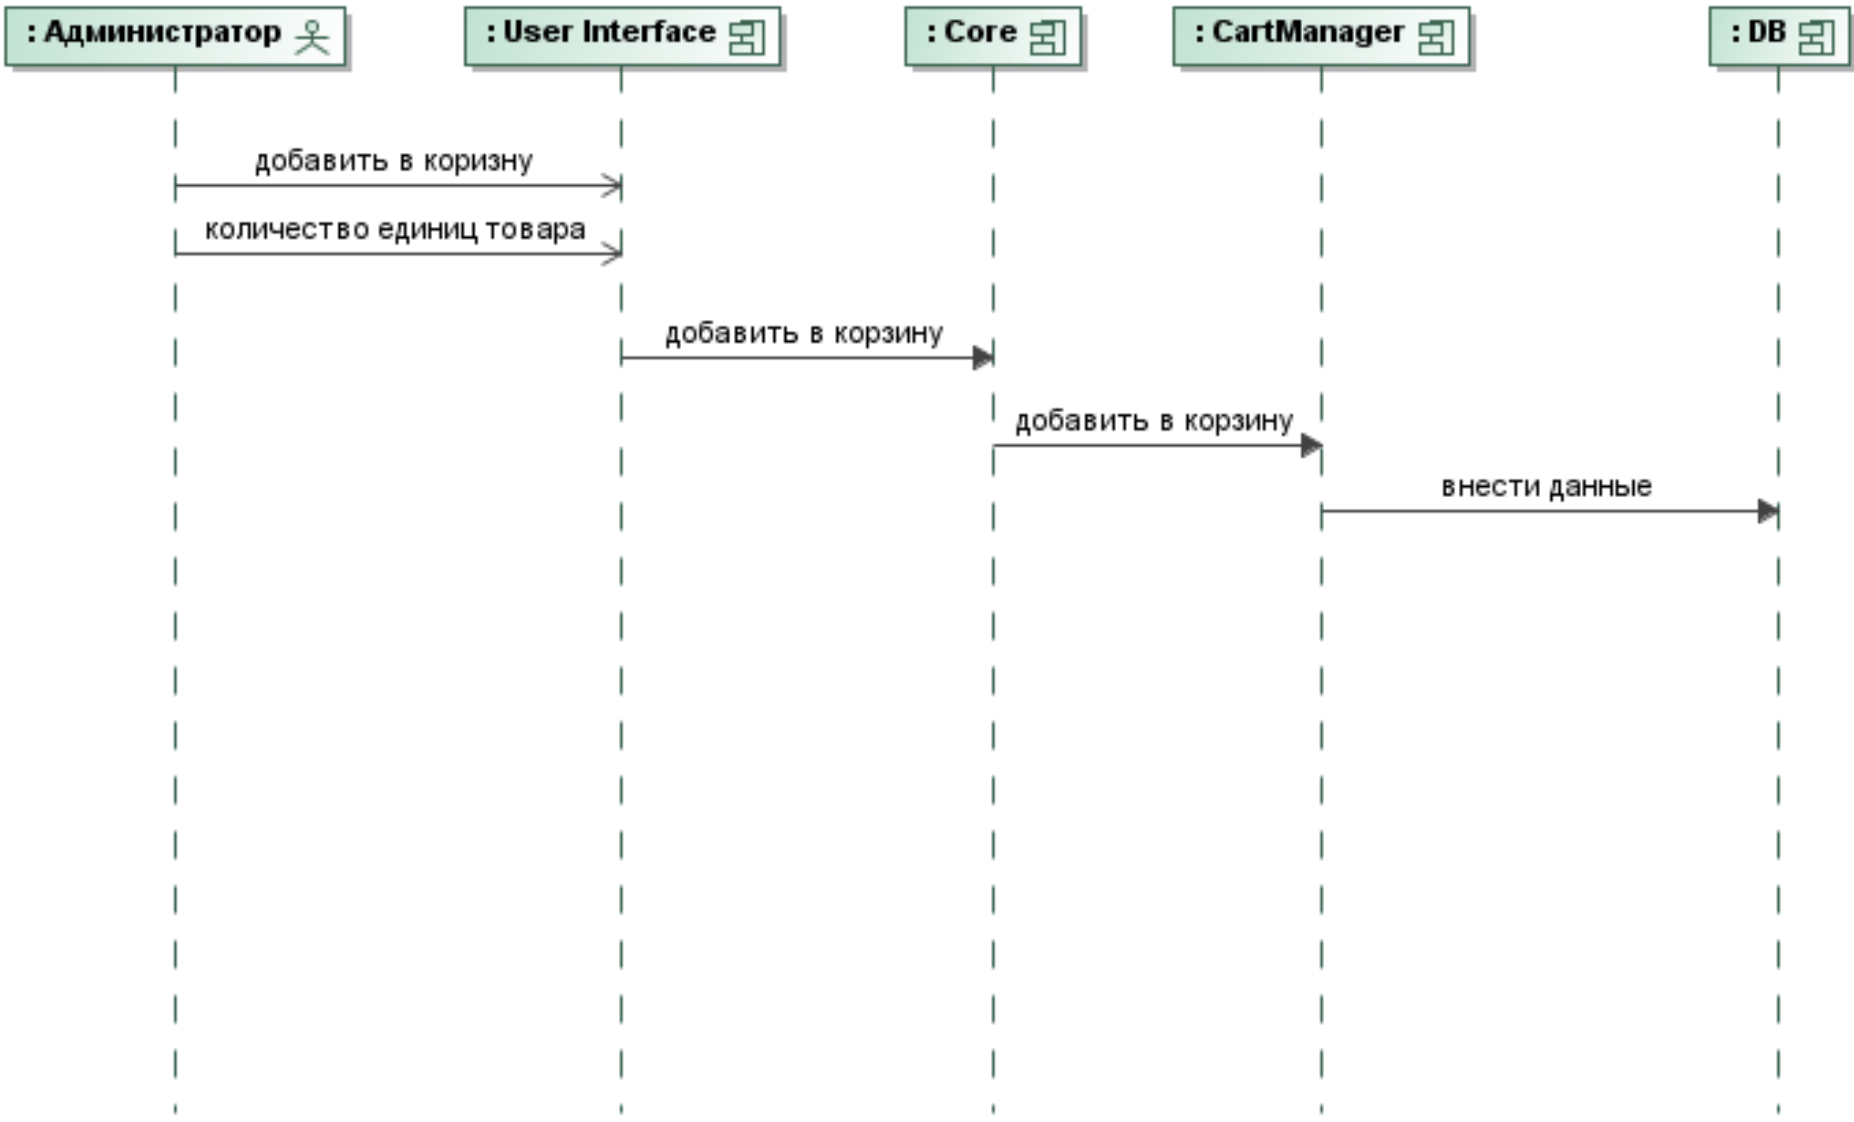 : Администратор
: User Interface
: Core
: CartManager
: DB
добавить в коризну
количество единиц товара
добавить в корзину
добавить в корзину
внести данные